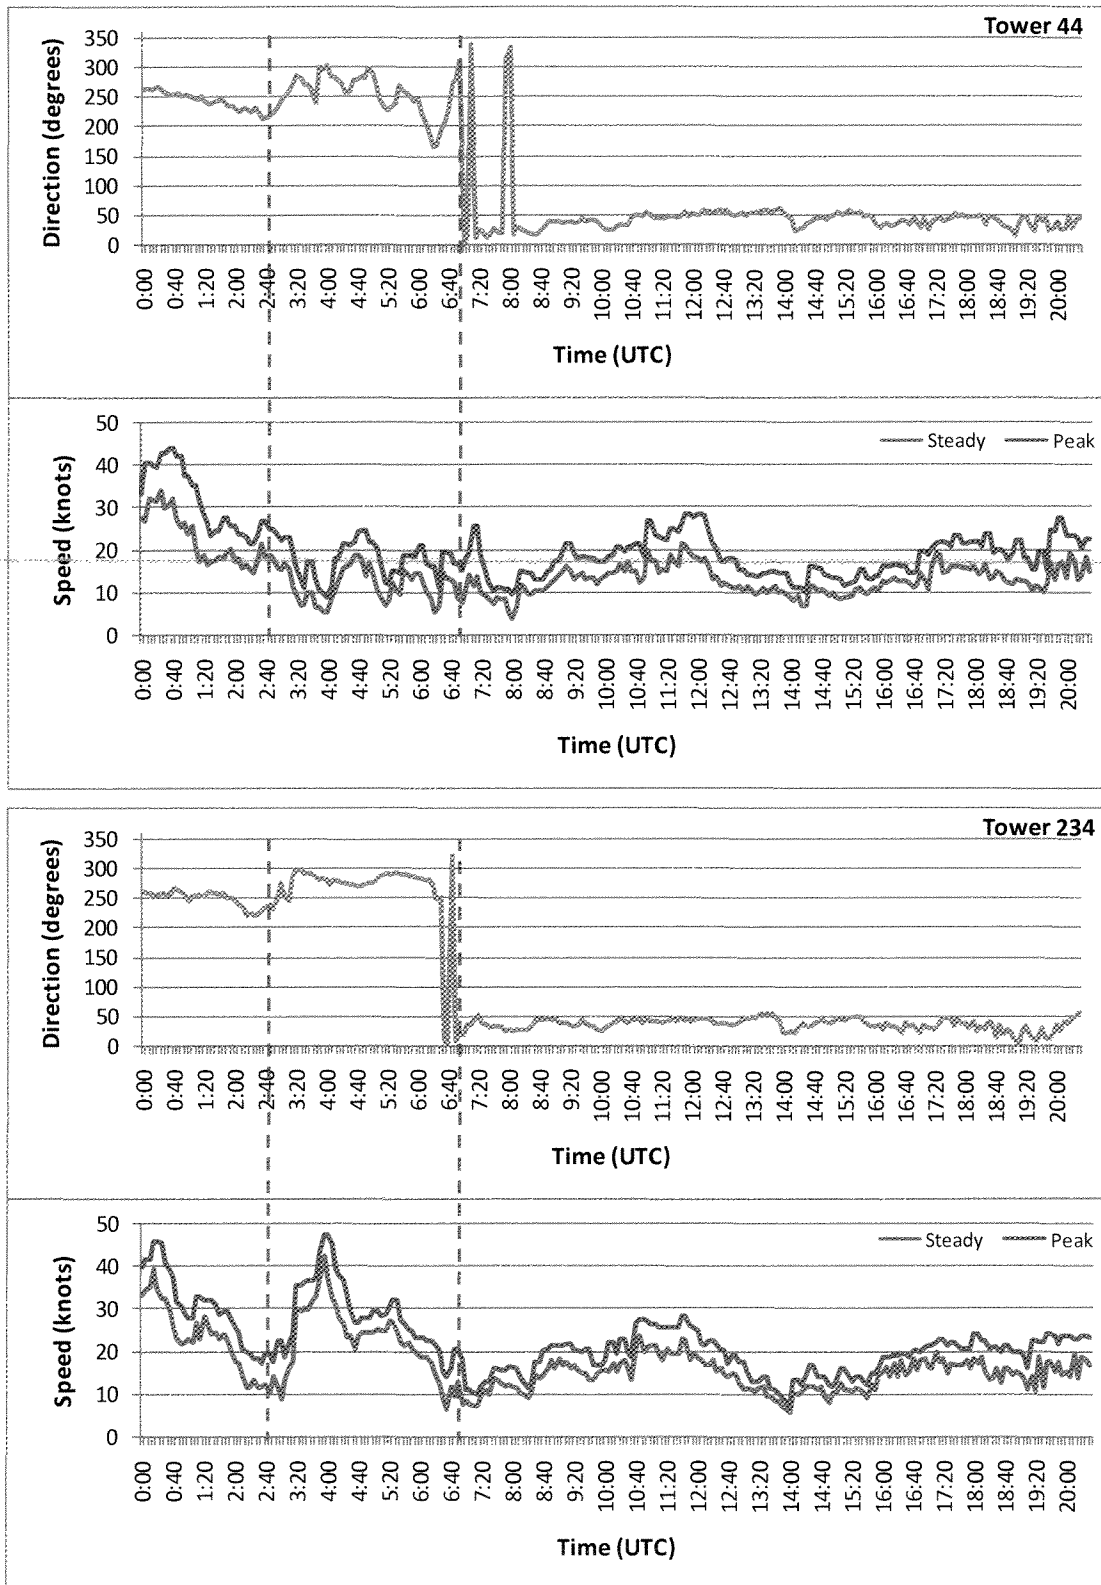 Tower 44
Direction (degrees)
350
300
250
200
150
100
50
0
0:00 0:40 1:20 2:00 2:40 3:20 4:00 4:40 5:20 6:00 6:40 7:20 8:00 8:40 9:20 10:00 10:40 11:20 12:00 12:40 13:20 14:00 14:40 15:20 16:00 16:40 17:20 18:00 18:40 19:20 20:00
Time (UTC)
Speed (knots)
50
40
30
20
10
0
Steady Peak
0:00 0:40 1:20 2:00 2:40 3:20 4:00 4:40 5:20 6:00 6:40 7:20 8:00 8:40 9:20 10:00 10:40 11:20 12:00 12:40 13:20 14:00 14:40 15:20 16:00 16:40 17:20 18:00 18:40 19:20 20:00
Time (UTC)
Tower 234
Direction (degrees)
350
300
250
200
150
100
50
0
0:00 0:40 1:20 2:00 2:40 3:20 4:00 4:40 5:20 6:00 6:40 7:20 8:00 8:40 9:20 10:00 10:40 11:20 12:00 12:40 13:20 14:00 14:40 15:20 16:00 16:40 17:20 18:00 18:40 19:20 20:00
Time (UTC)
Speed (knots)
50
40
30
20
10
0
Steady Peak
0:00 0:40 1:20 2:00 2:40 3:20 4:00 4:40 5:20 6:00 6:40 7:20 8:00 8:40 9:20 10:00 10:40 11:20 12:00 12:40 13:20 14:00 14:40 15:20 16:00 16:40 17:20 18:00 18:40 19:20 20:00
Time (UTC)